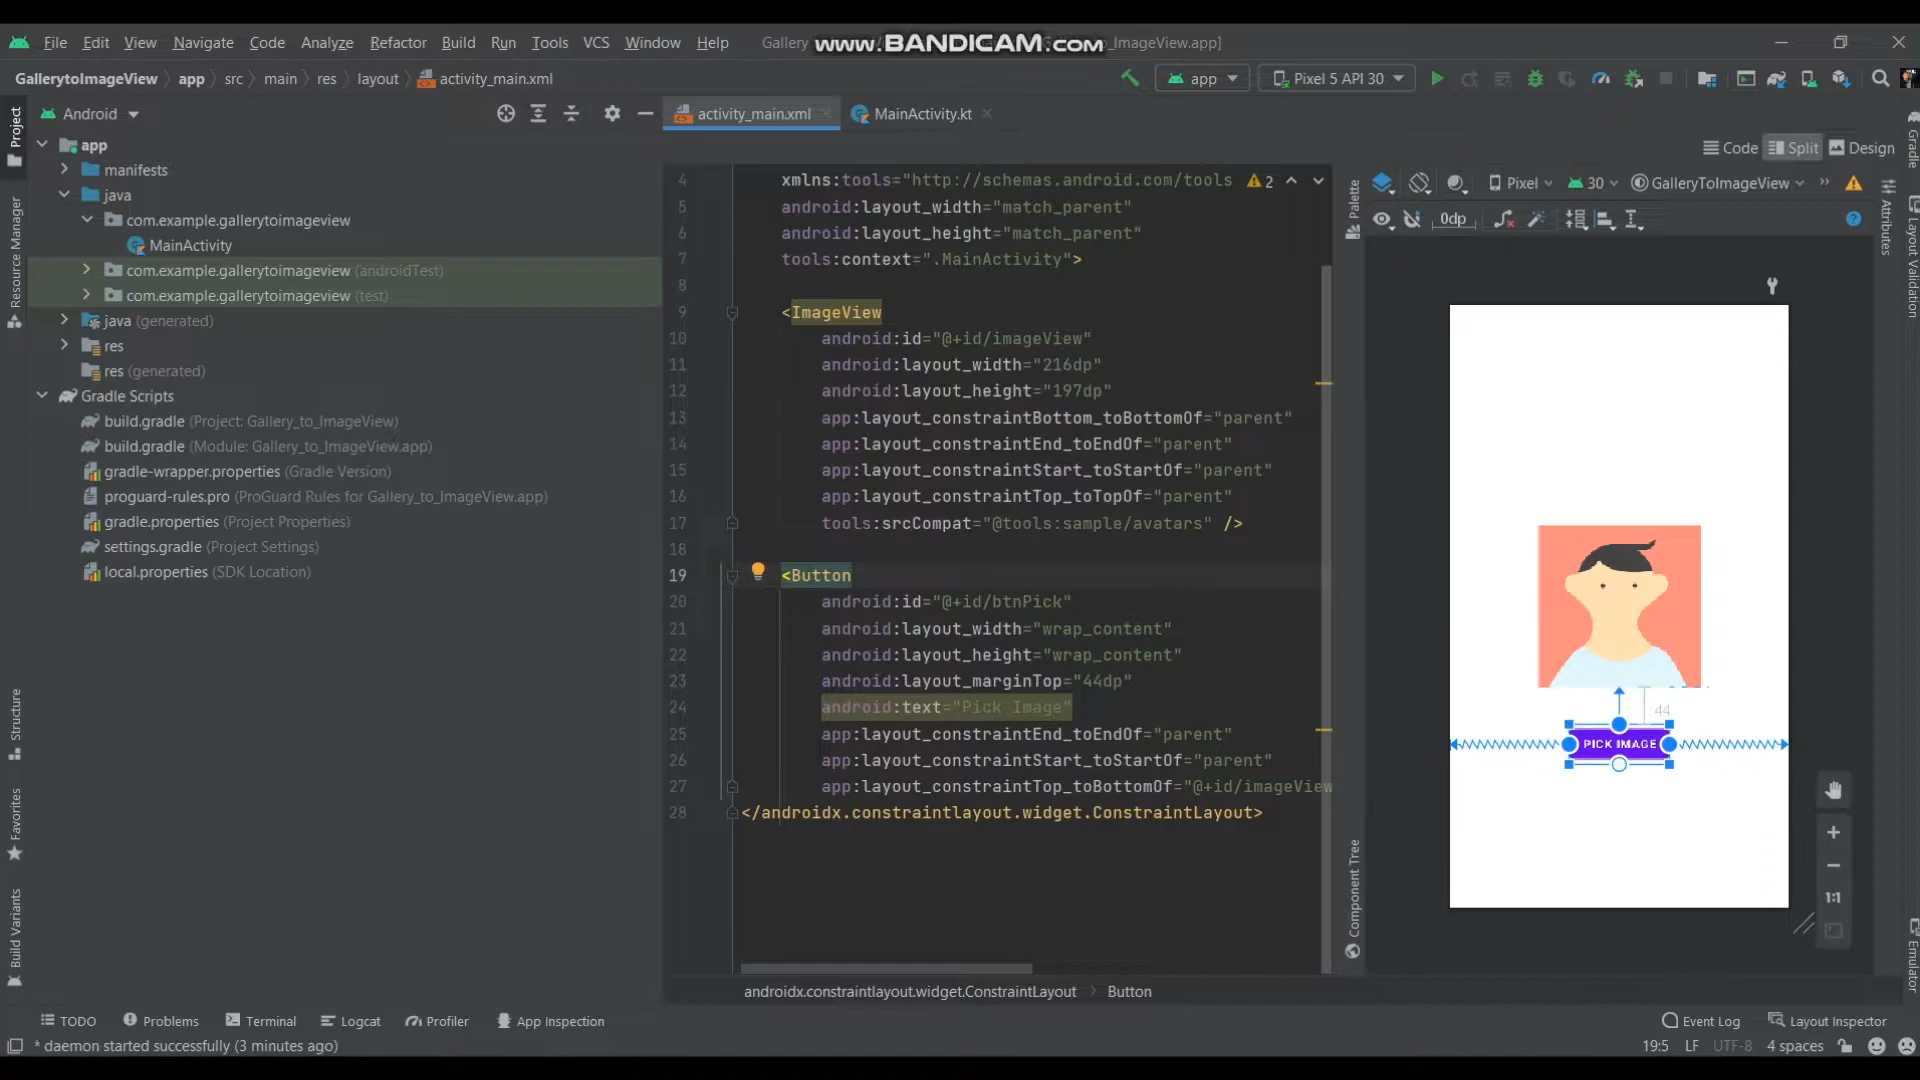 File Edit View Navigate Code Analyze Refactor Build Run Tools VCS Window Help Gallery
www.BANDICAM.com
_ImageView.app]
GallerytoImageView app src main res layout activity_main.xml
app Pixel 5 API 30
Android
activity_main.xml MainActivity.kt
Code Split Design
Project
Resource Manager
Structure
Favorites
Build Variants
app
manifests
java
com.example.gallerytoimageview
MainActivity
com.example.gallerytoimageview (androidTest)
com.example.gallerytoimageview (test)
java (generated)
res
res (generated)
Gradle Scripts
build.gradle (Project: Gallery_to_ImageView)
build.gradle (Module: Gallery_to_ImageView.app)
gradle-wrapper.properties (Gradle Version)
proguard-rules.pro (ProGuard Rules for Gallery_to_ImageView.app)
gradle.properties (Project Properties)
settings.gradle (Project Settings)
local.properties (SDK Location)
4 xmlns:tools="http://schemas.android.com/tools 2
5 android:layout_width="match_parent"
6 android:layout_height="match_parent"
7 tools:context=".MainActivity">
8
9 <ImageView
10 android:id="@+id/imageView"
11 android:layout_width="216dp"
12 android:layout_height="197dp"
13 app:layout_constraintBottom_toBottomOf="parent"
14 app:layout_constraintEnd_toEndOf="parent"
15 app:layout_constraintStart_toStartOf="parent"
16 app:layout_constraintTop_toTopOf="parent"
17 tools:srcCompat="@tools:sample/avatars" />
18
19 <Button
20 android:id="@+id/btnPick"
21 android:layout_width="wrap_content"
22 android:layout_height="wrap_content"
23 android:layout_marginTop="44dp"
24 android:text="Pick Image"
25 app:layout_constraintEnd_toEndOf="parent"
26 app:layout_constraintStart_toStartOf="parent"
27 app:layout_constraintTop_toBottomOf="@+id/imageView
28 </androidx.constraintlayout.widget.ConstraintLayout>
androidx.constraintlayout.widget.ConstraintLayout Button
Palette
Component Tree
Pixel 30 GalleryToImageView
0dp
44
PICK IMAGE
1:1
Gradle
Attributes
Layout Validation
Emulator
TODO Problems Terminal Logcat Profiler App Inspection
Event Log Layout Inspector
* daemon started successfully (3 minutes ago)
19:5 LF UTF-8 4 spaces